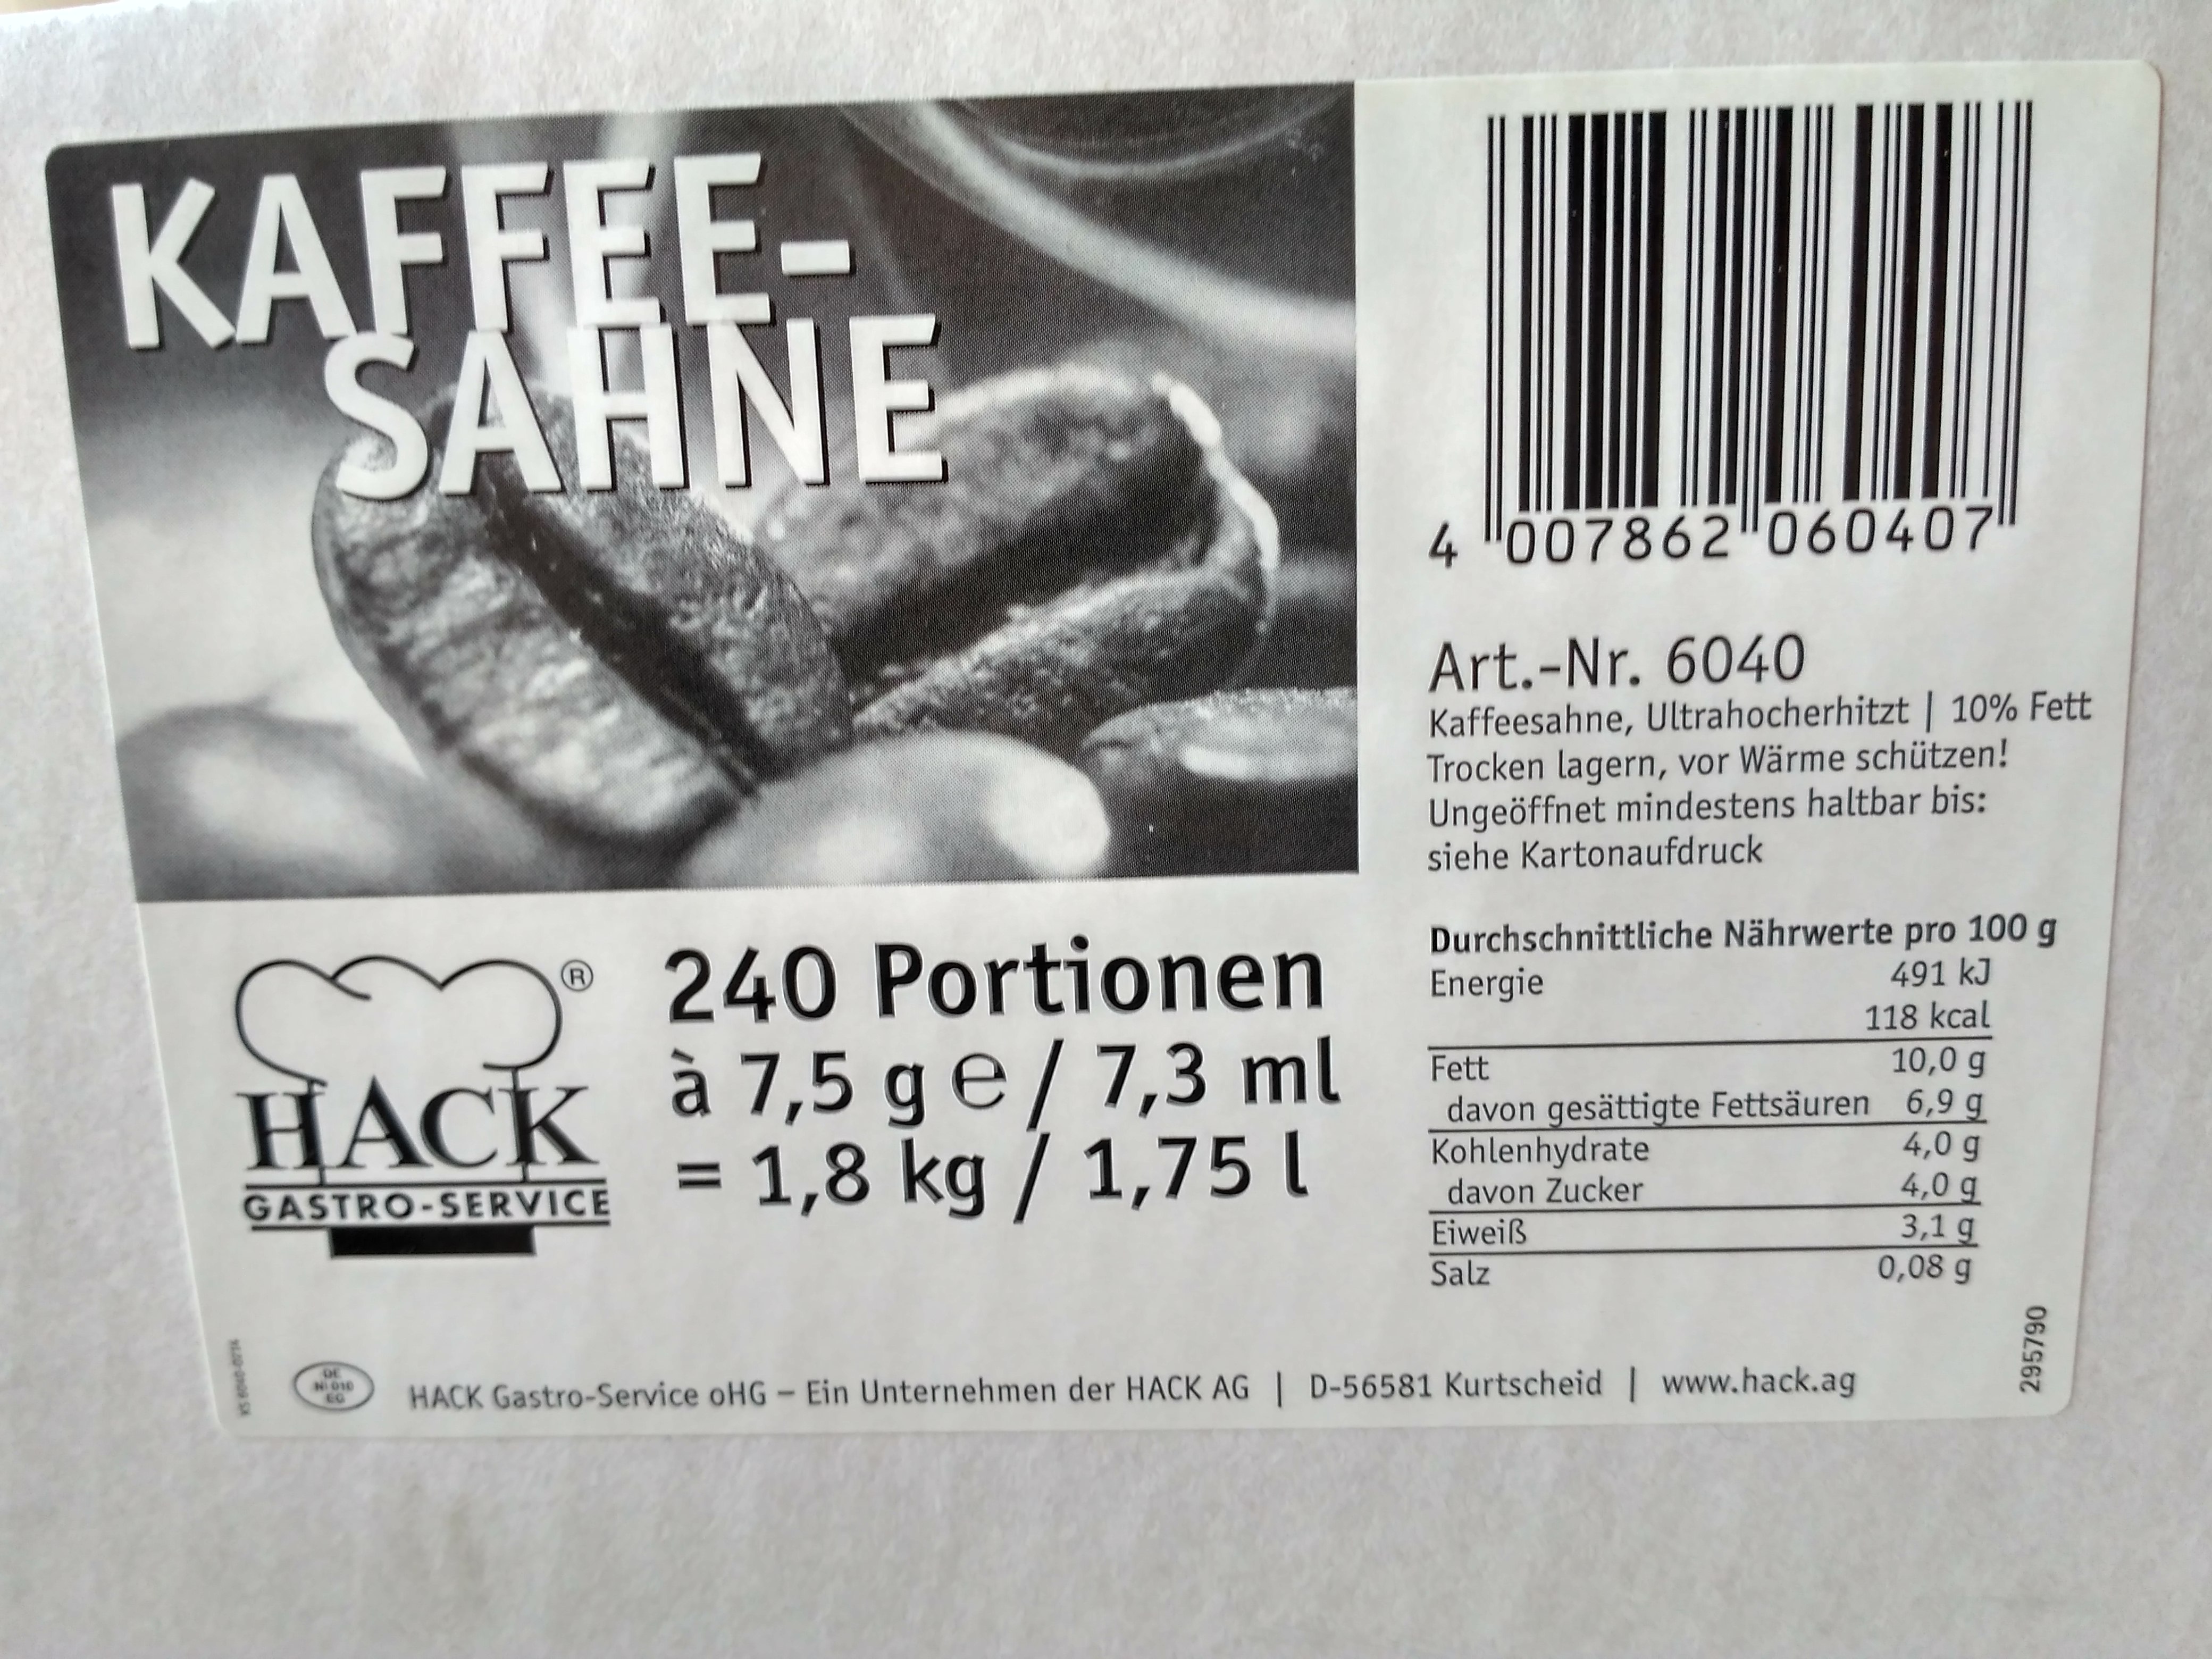 KAFFEE-
SAHNE
4 007862 060407
Art.-Nr. 6040
Kaffeesahne, Ultrahocherhitzt | 10% Fett
Trocken lagern, vor Wärme schützen!
Ungeöffnet mindestens haltbar bis:
siehe Kartonaufdruck
Durchschnittliche Nährwerte pro 100 g
Energie 491 kJ
118 kcal
Fett 10,0 g
davon gesättigte Fettsäuren 6,9 g
Kohlenhydrate 4,0 g
davon Zucker 4,0 g
Eiweiß 3,1 g
Salz 0,08 g
®
HACK
GASTRO-SERVICE
240 Portionen
à 7,5 g e / 7,3 ml
= 1,8 kg / 1,75 l
DE
NI 010
EG
HACK Gastro-Service oHG – Ein Unternehmen der HACK AG | D-56581 Kurtscheid | www.hack.ag
295790